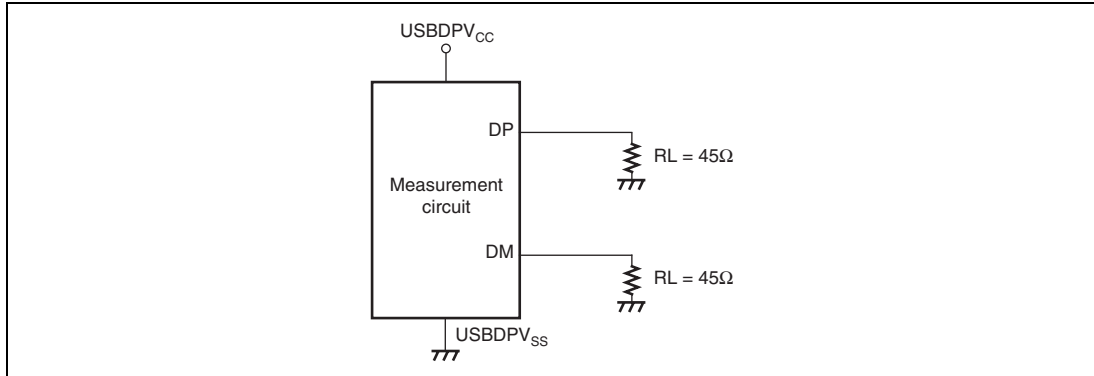 USBDPVCC
DP
RL = 45Ω
Measurement
circuit
DM
RL = 45Ω
USBDPVSS